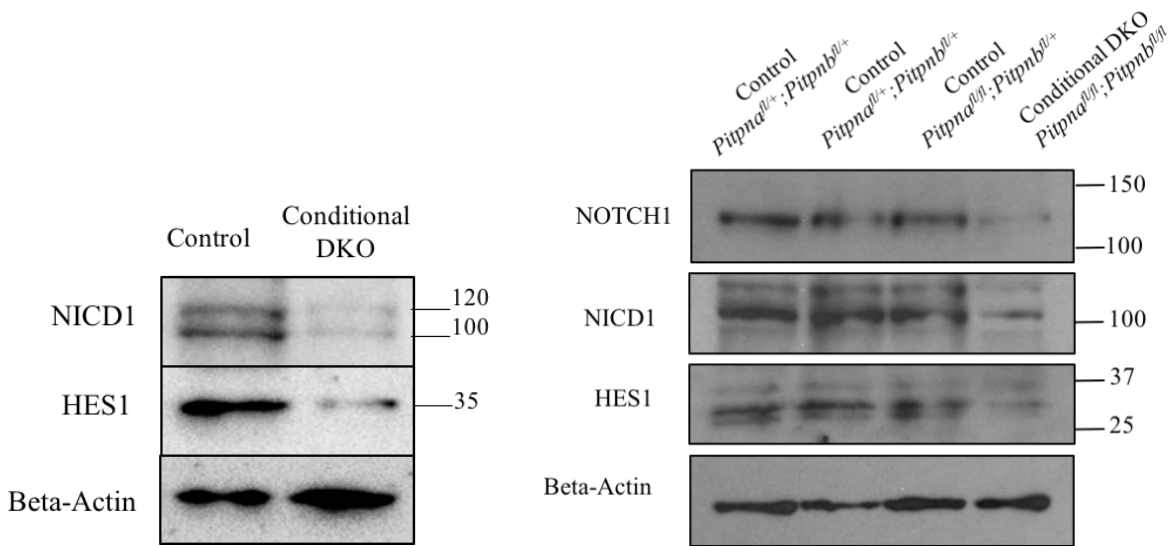 Control
Conditional
DKO
NICD1
120
100
HES1
35
Beta-Actin
Control
Pitpna^fl/+;Pitpnb^fl/+
Control
Pitpna^fl/+;Pitpnb^fl/+
Control
Pitpna^fl/fl;Pitpnb^fl/+
Conditional DKO
Pitpna^fl/fl;Pitpnb^fl/fl
NOTCH1
150
100
NICD1
100
HES1
37
25
Beta-Actin